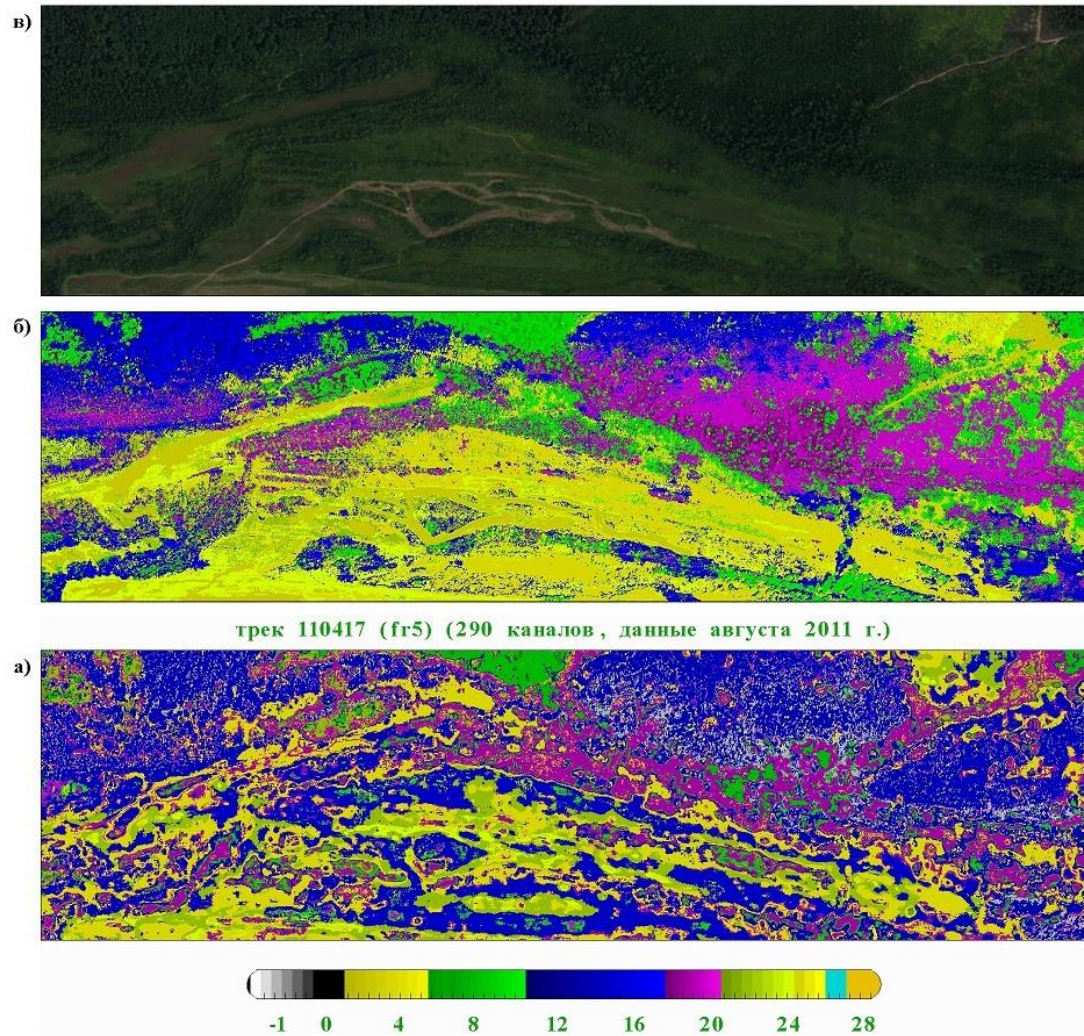 в)
б)
трек 110417 (fr5) (290 каналов, данные августа 2011 г.)
а)
-1 0 4 8 12 16 20 24 28